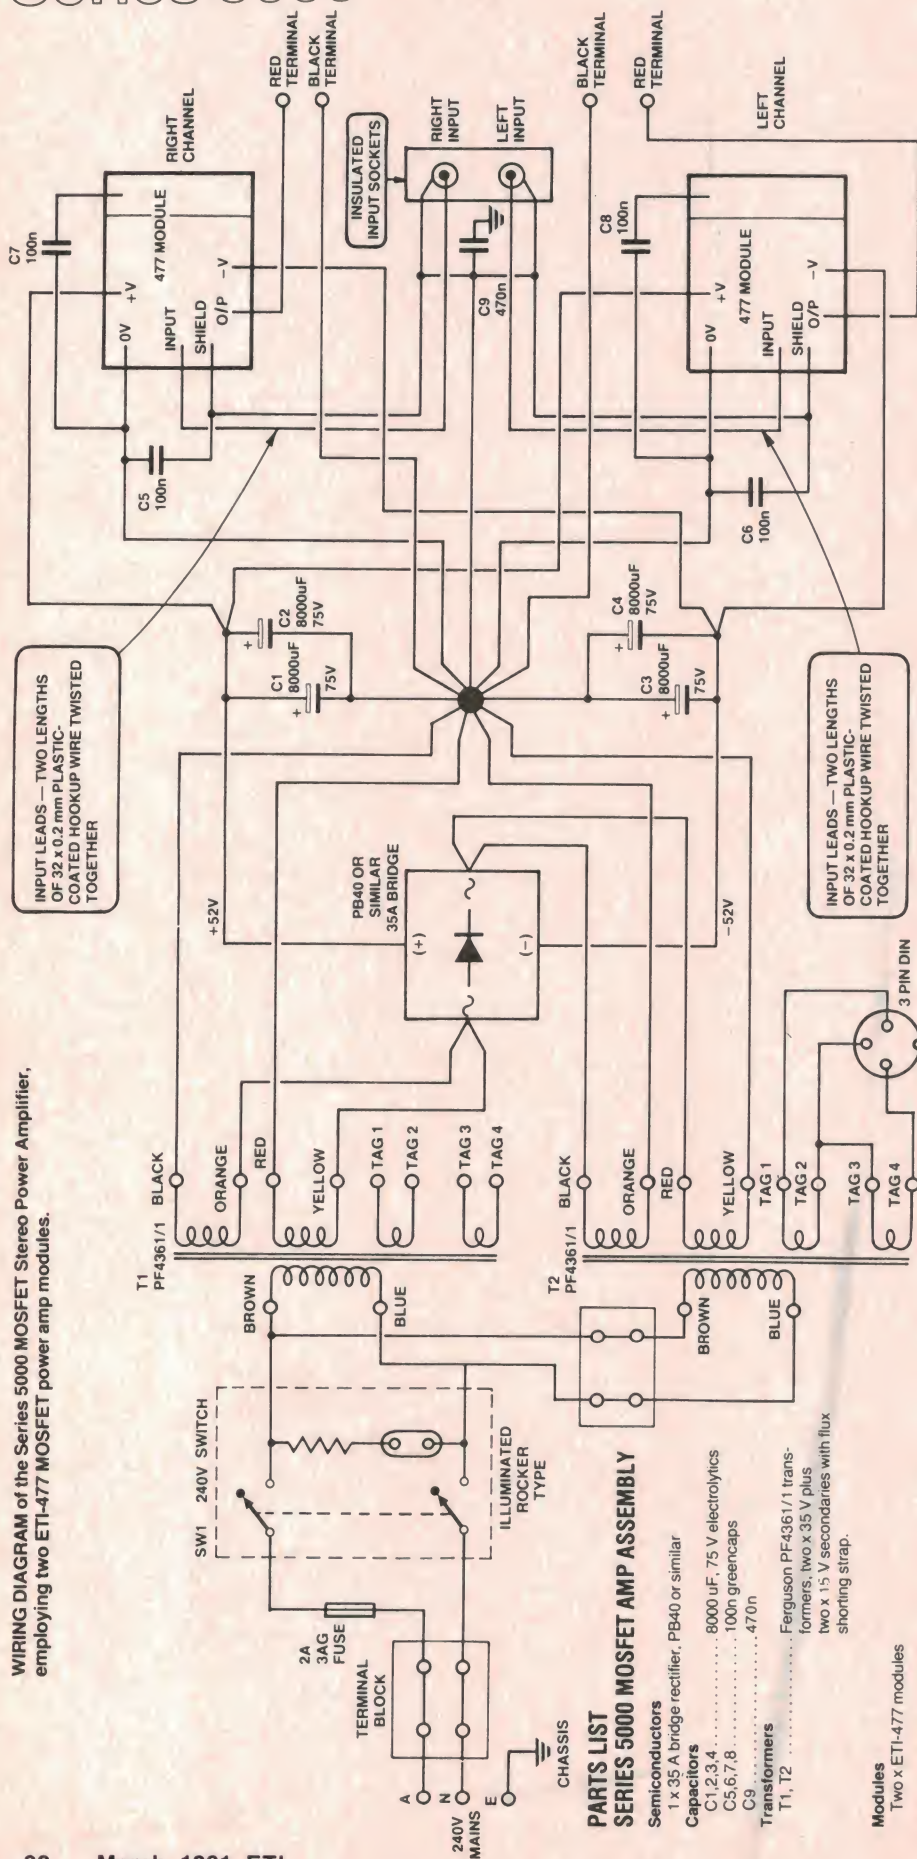 Series 5000
WIRING DIAGRAM of the Series 5000 MOSFET Stereo Power Amplifier,
employing two ETI-477 MOSFET power amp modules.
INPUT LEADS — TWO LENGTHS
OF 32 x 0.2 mm PLASTIC-
COATED HOOKUP WIRE TWISTED
TOGETHER
C7
100n
RIGHT
CHANNEL
477 MODULE
+V
0V
INPUT
SHIELD
O/P
–V
RED
TERMINAL
BLACK
TERMINAL
C5
100n
INSULATED
INPUT SOCKETS
RIGHT
INPUT
LEFT
INPUT
C9
470n
BLACK
TERMINAL
RED
TERMINAL
C8
100n
LEFT
CHANNEL
477 MODULE
+V
0V
INPUT
SHIELD
O/P
–V
C6
100n
+
C2
8000uF
75V
+
C1
8000uF
75V
+
C4
8000uF
75V
+
C3
8000uF
75V
INPUT LEADS — TWO LENGTHS
OF 32 x 0.2 mm PLASTIC-
COATED HOOKUP WIRE TWISTED
TOGETHER
+52V
PB40 OR
SIMILAR
35A BRIDGE
(+)
(–)
–52V
3 PIN DIN
T1
PF4361/1
BLACK
ORANGE
RED
YELLOW
TAG 1
TAG 2
TAG 3
TAG 4
BROWN
BLUE
T2
PF4361/1
BLACK
ORANGE
RED
YELLOW
TAG 1
TAG 2
TAG 3
TAG 4
BROWN
BLUE
SW1
240V SWITCH
ILLUMINATED
ROCKER
TYPE
2A
3AG
FUSE
TERMINAL
BLOCK
A
N
E
240V
MAINS
CHASSIS
PARTS LIST
SERIES 5000 MOSFET AMP ASSEMBLY
Semiconductors
1 x 35 A bridge rectifier, PB40 or similar
Capacitors
C1,2,3,4 ............ 8000 uF, 75 V electrolytics
C5,6,7,8 ............ 100n greencaps
C9 ............ 470n
Transformers
T1, T2 ............ Ferguson PF4361/1 trans-
formers, two x 35 V plus
two x 15 V secondaries with flux
shorting strap.
Modules
Two x ETI-477 modules